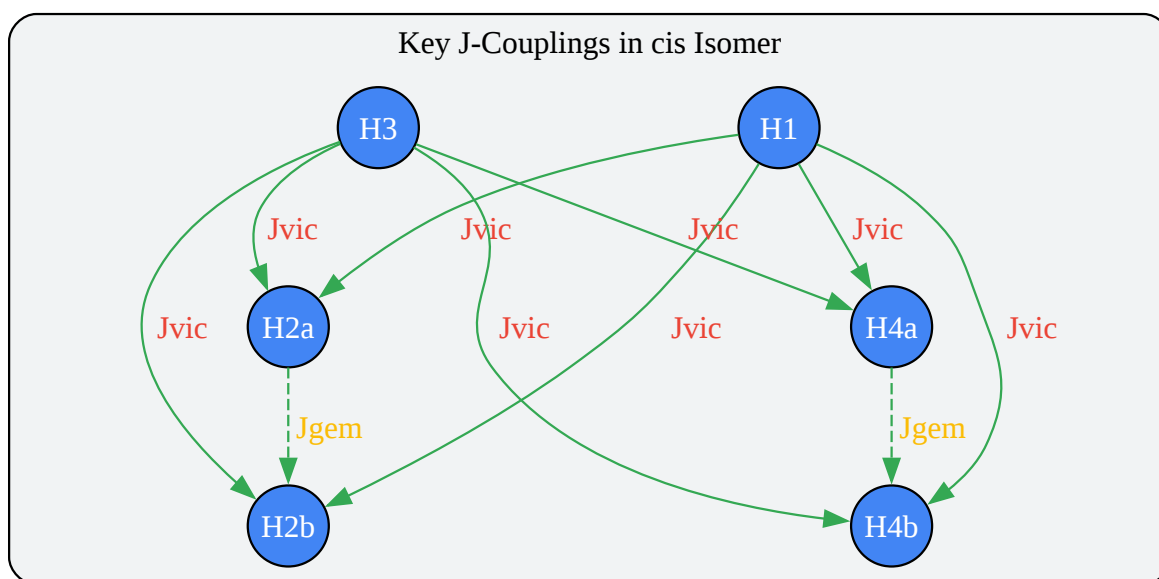 Key J-Couplings in cis Isomer
H3
H1
Jvic
Jvic
Jvic
Jvic
H2a
H4a
Jvic
Jvic
Jvic
Jvic
Jgem
Jgem
H2b
H4b